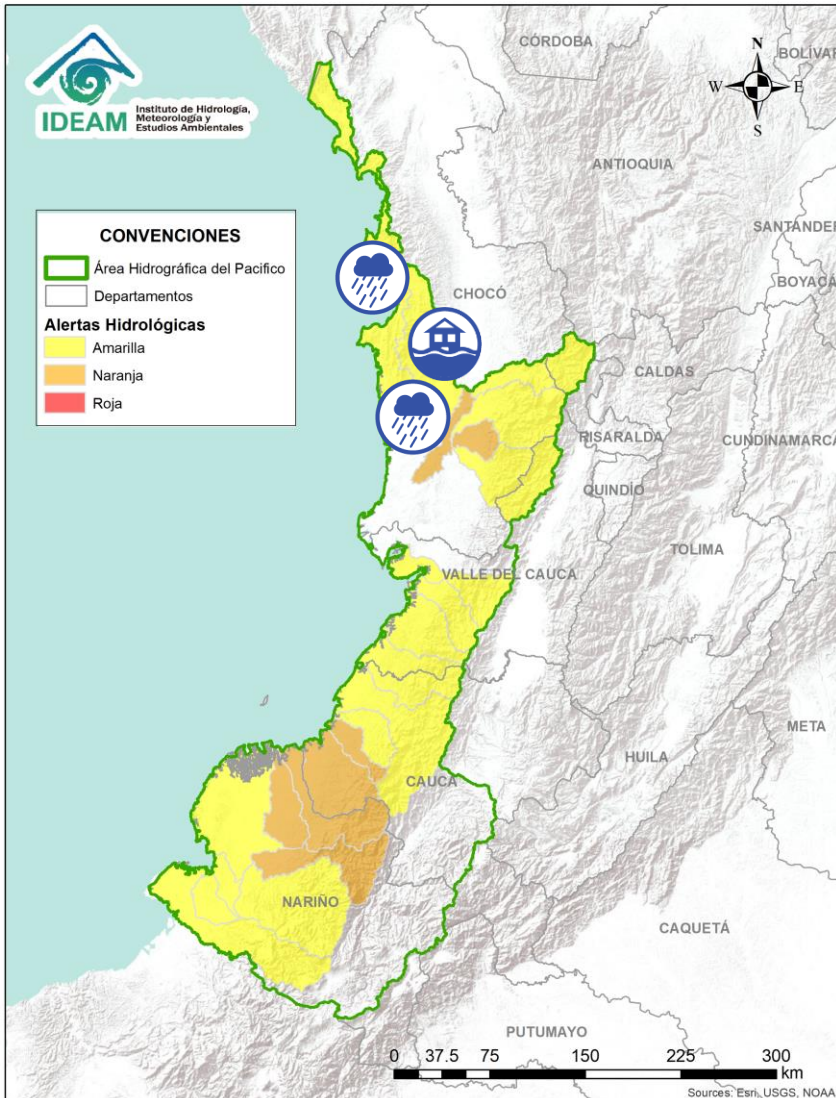 IDEAM
Instituto de Hidrología,
Meteorología y
Estudios Ambientales
CONVENCIONES
Área Hidrográfica del Pacifico
Departamentos
Alertas Hidrológicas
Amarilla
Naranja
Roja
N
W
E
S
CÓRDOBA
BOLÍVAR
ANTIOQUIA
SANTANDER
BOYACÁ
CHOCÓ
CALDAS
RISARALDA
CUNDINAMARCA
QUINDÍO
TOLIMA
VALLE DEL CAUCA
META
HUILA
CAUCA
NARIÑO
CAQUETÁ
PUTUMAYO
0 37.5 75 150 225 300
km
Sources: Esri, USGS, NOAA